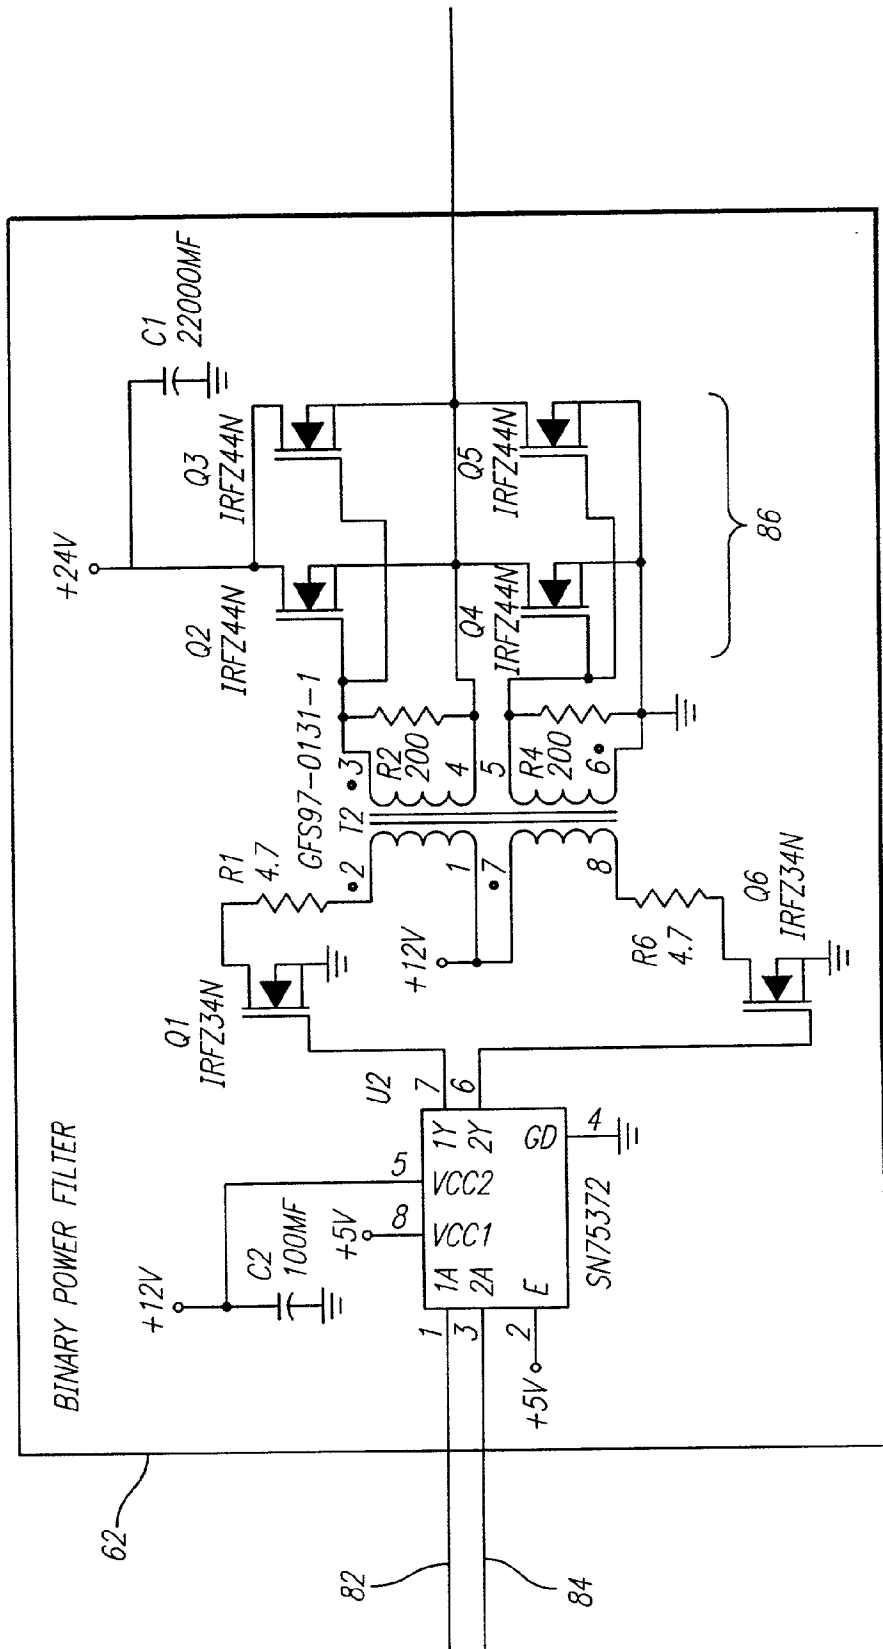 BINARY POWER FILTER
62
82
84
+12V
C2
100MF
+5V
8
5
VCC1
VCC2
1
3
2
+5V
1A
2A
E
1Y
2Y
GD
7
6
4
U2
SN75372
Q1
IRFZ34N
R1
4.7
+12V
R6
4.7
Q6
IRFZ34N
GFS97-0131-1
T2
2
1
7
8
3
4
5
6
R2
200
R4
200
+24V
C1
22000MF
Q2
IRFZ44N
Q3
IRFZ44N
Q4
IRFZ44N
Q5
IRFZ44N
86